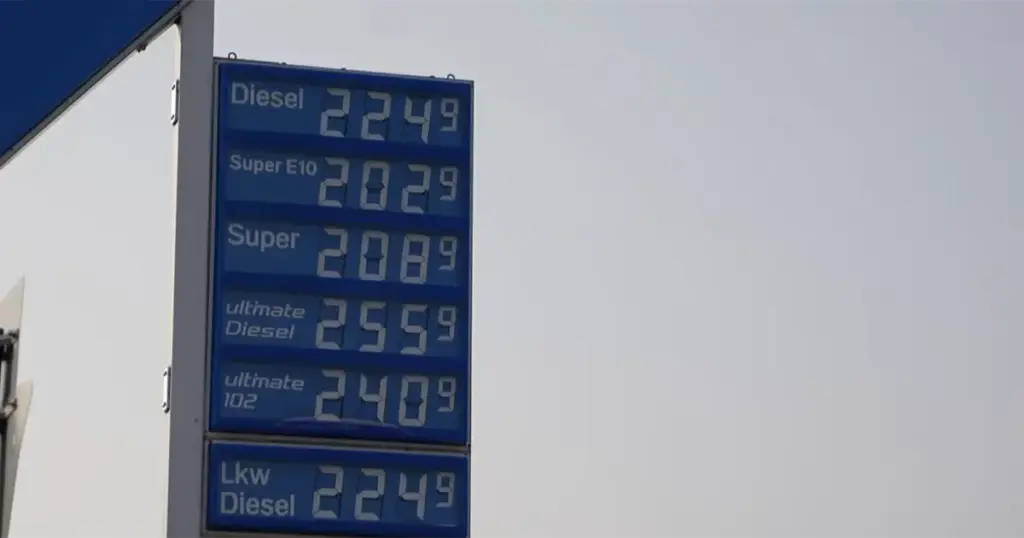 Diesel 2249
Super E10 2029
Super 2089
ultimate
Diesel 2559
ultimate
102 2409
Lkw
Diesel 2249